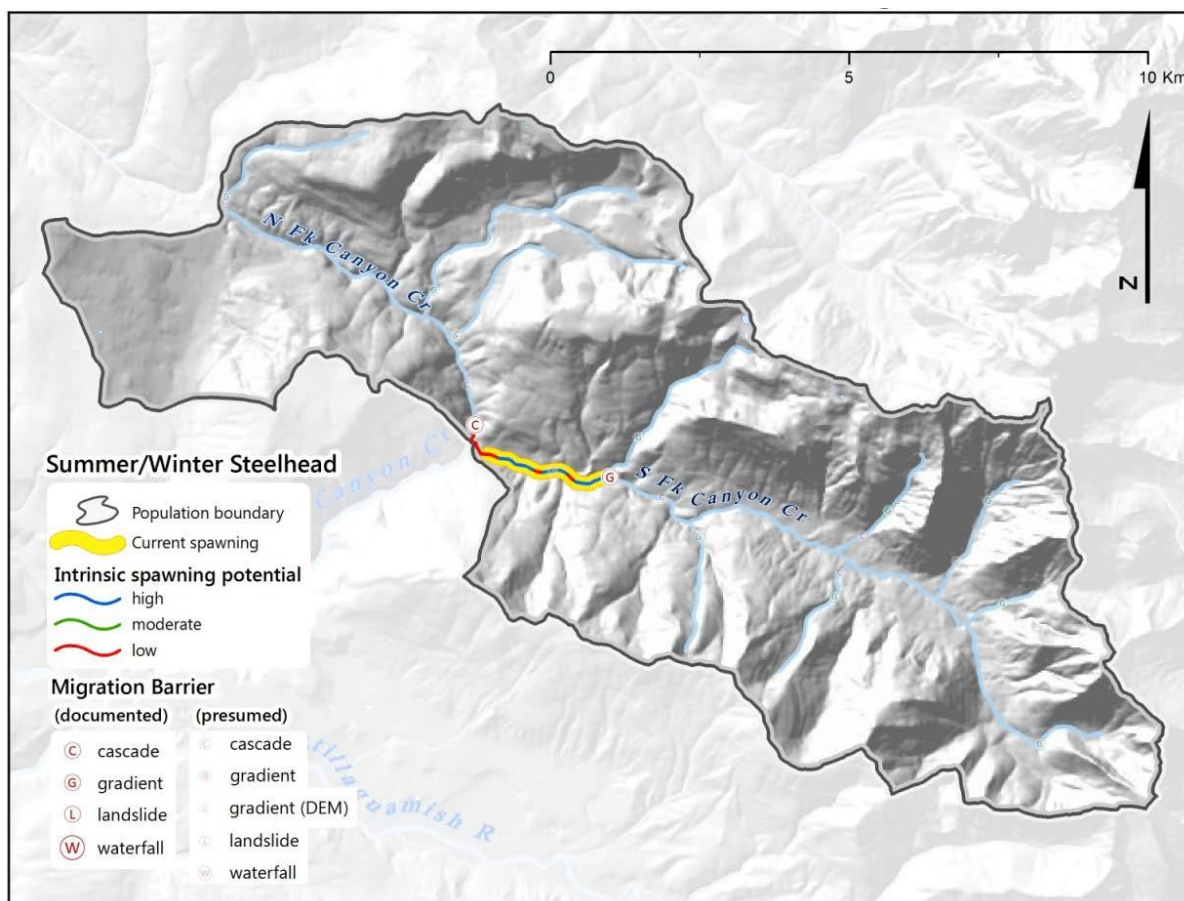 0 5 10 Km
N
N Fk Canyon Cr
C
Canyon Cr
G
S Fk Canyon Cr
Summer/Winter Steelhead
Population boundary
Current spawning
Intrinsic spawning potential
high
moderate
low
Migration Barrier
(documented) (presumed)
C cascade
G gradient
L landslide
W waterfall
C cascade
G gradient
G gradient (DEM)
L landslide
W waterfall
tillaguamish R